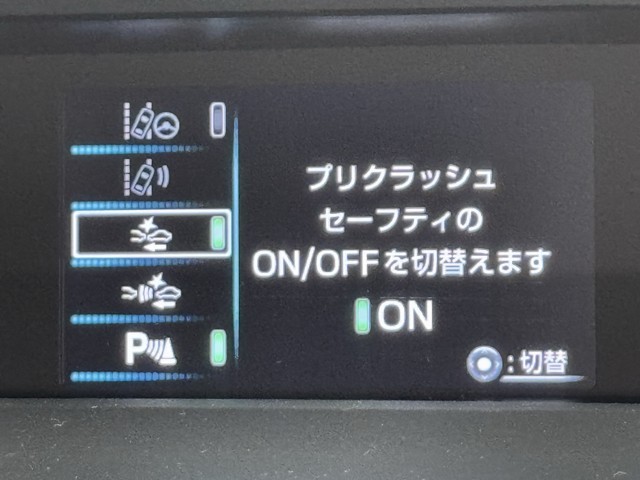 プリクラッシュ
セーフティの
ON/OFFを切替えます
ON
P
:切替